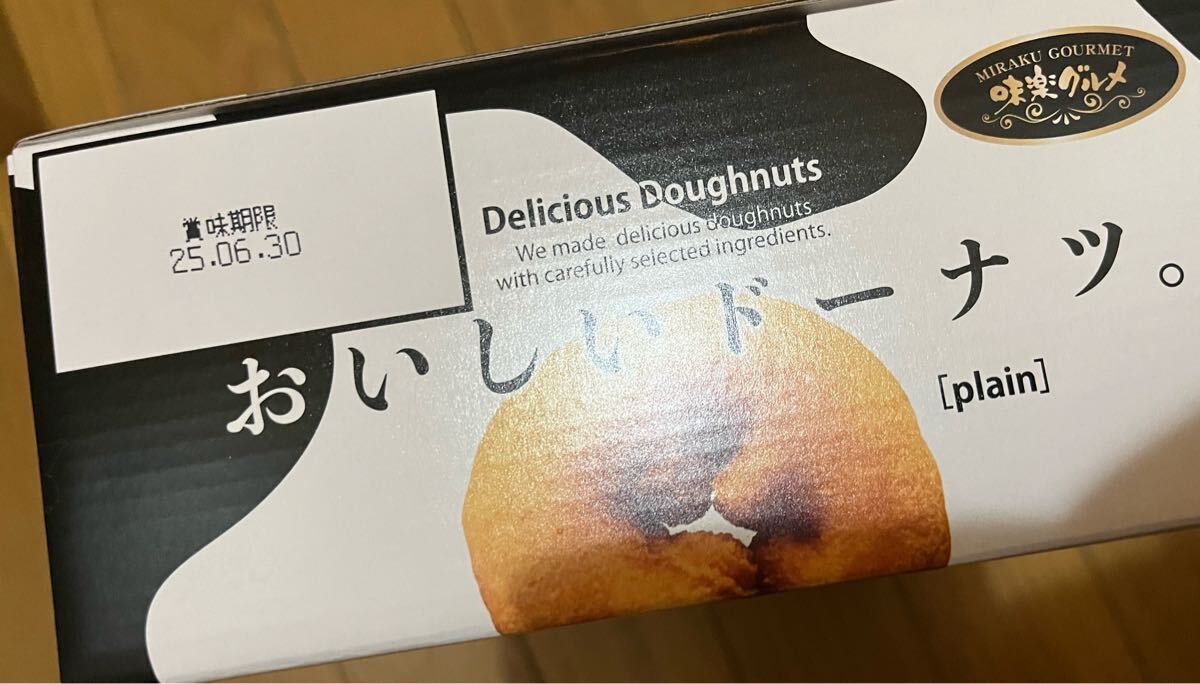 MIRAKU GOURMET
味楽グルメ
賞味期限
25.06.30
Delicious Doughnuts
We made delicious doughnuts
with carefully selected ingredients.
おいしいドーナツ。
[plain]